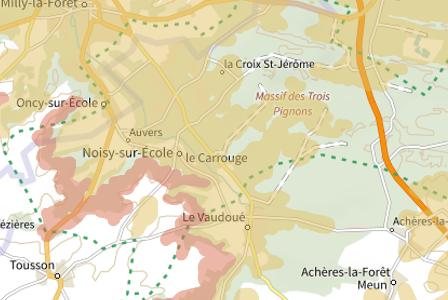 Milly-la-Forêt
la Croix St-Jérôme
Massif des Trois
Pignons
Oncy-sur-École
Auvers
Noisy-sur-École
le Carrouge
Le Vaudoué
ézières
Achères-la-
Tousson
Achères-la-Forêt
Meun